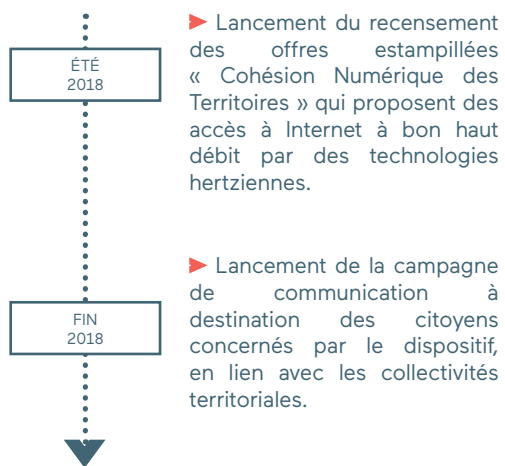 ÉTÉ
2018
► Lancement du recensement
des offres estampillées
« Cohésion Numérique des
Territoires » qui proposent des
accès à Internet à bon haut
débit par des technologies
hertziennes.
FIN
2018
► Lancement de la campagne
de communication à
destination des citoyens
concernés par le dispositif,
en lien avec les collectivités
territoriales.